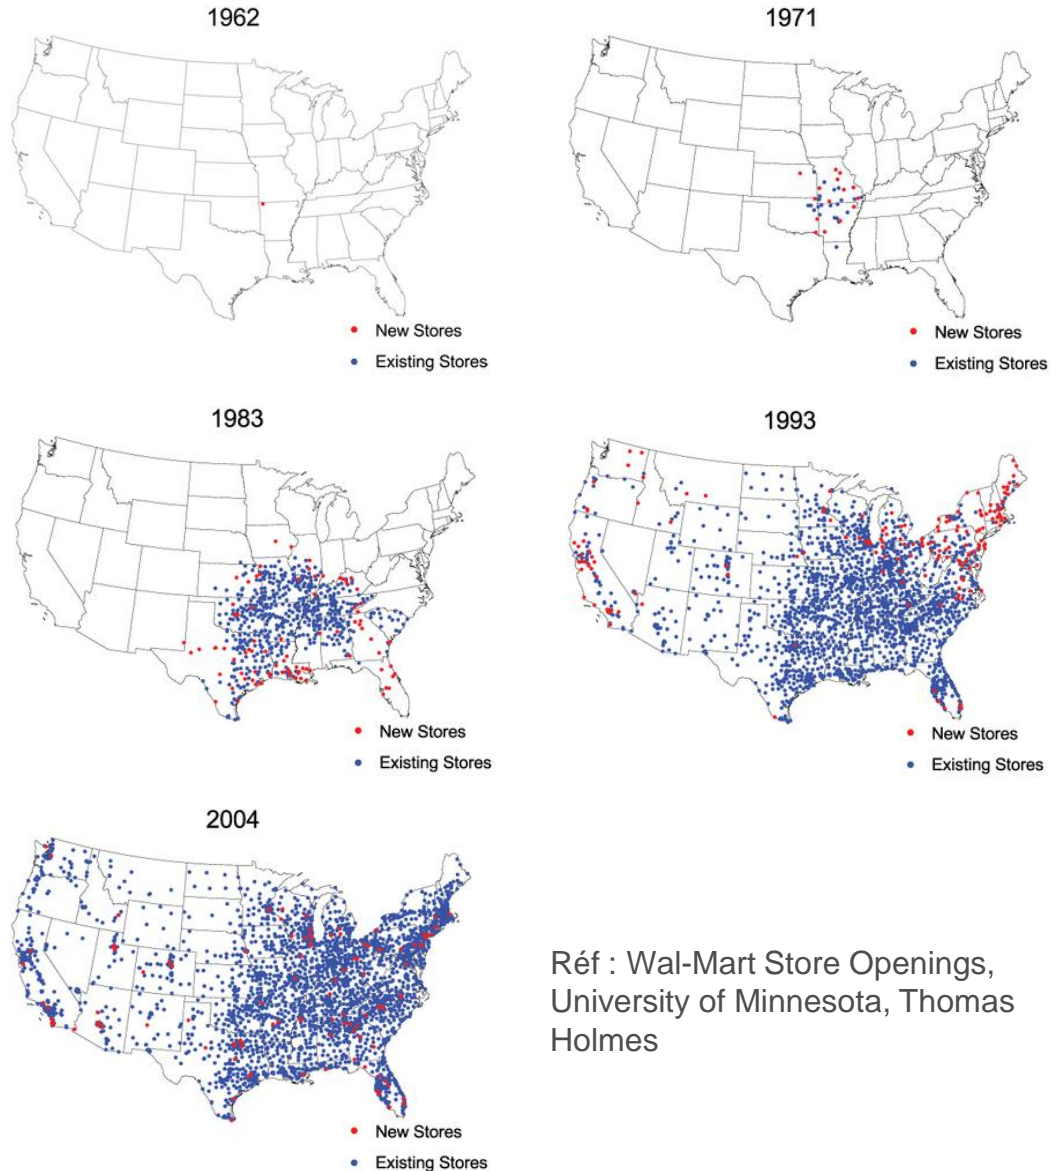 1962
New Stores
Existing Stores
1971
New Stores
Existing Stores
1983
New Stores
Existing Stores
1993
New Stores
Existing Stores
2004
New Stores
Existing Stores
Réf : Wal-Mart Store Openings,
University of Minnesota, Thomas
Holmes